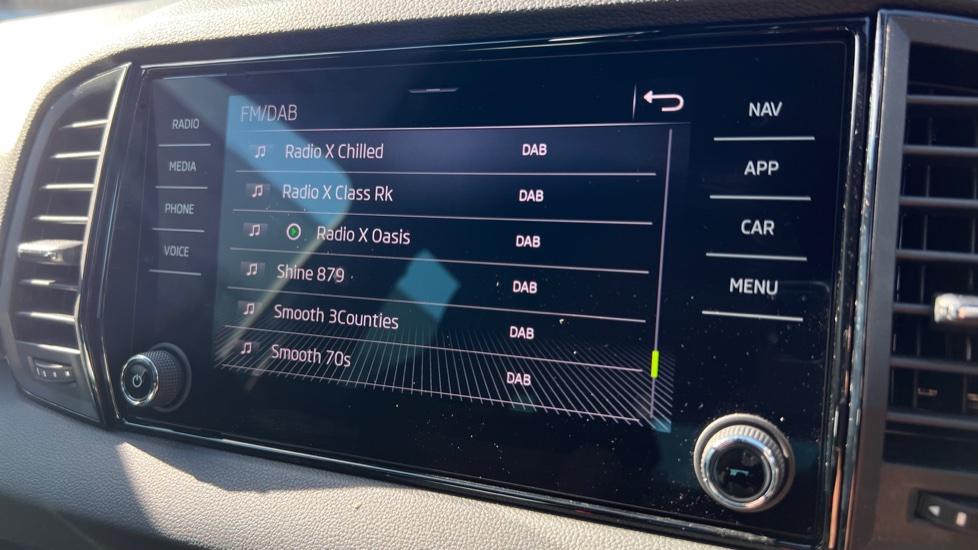 FM/DAB
RADIO
MEDIA
PHONE
VOICE
Radio X Chilled DAB
Radio X Class Rk DAB
Radio X Oasis DAB
Shine 879 DAB
Smooth 3Counties DAB
Smooth 70s DAB
NAV
APP
CAR
MENU